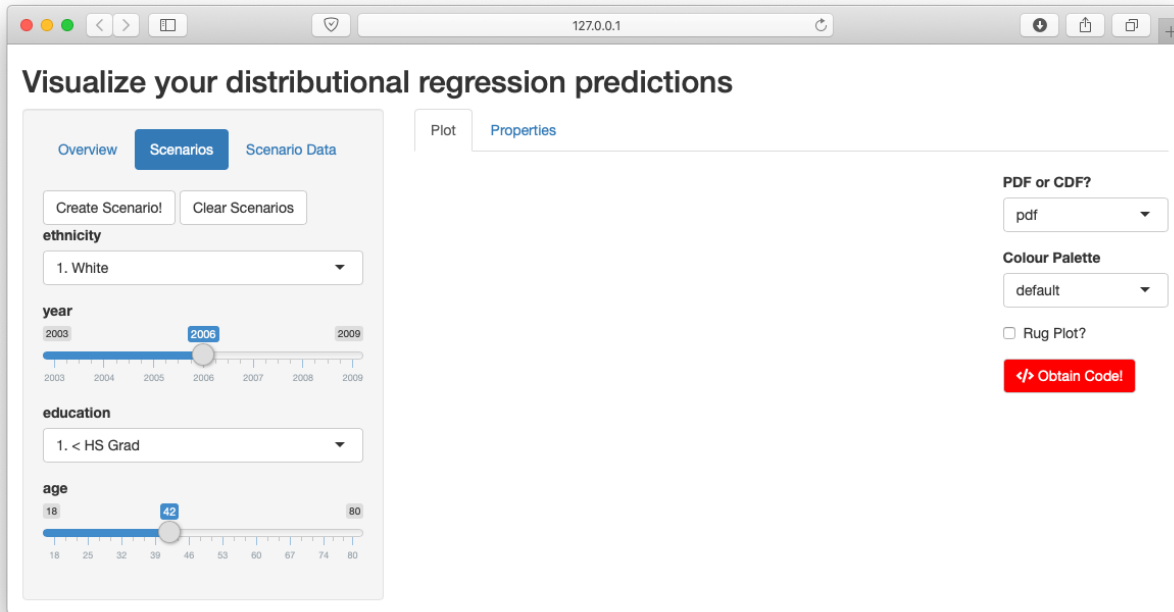 127.0.0.1
Visualize your distributional regression predictions
Overview Scenarios Scenario Data
Create Scenario! Clear Scenarios
ethnicity
1. White
year
2003 2006 2009
2003 2004 2005 2006 2007 2008 2009
education
1. < HS Grad
age
18 42 80
18 25 32 39 46 53 60 67 74 80
Plot Properties
PDF or CDF?
pdf
Colour Palette
default
Rug Plot?
</> Obtain Code!